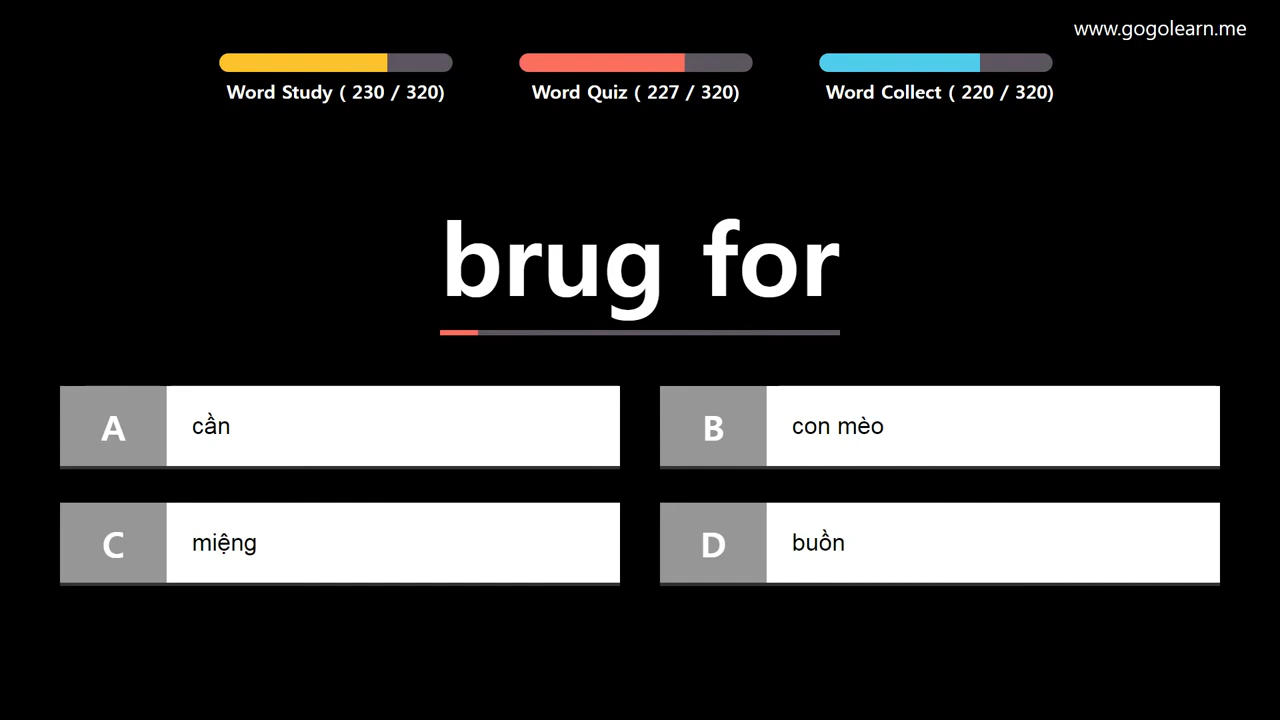 www.gogolearn.me
Word Study ( 230 / 320)
Word Quiz ( 227 / 320)
Word Collect ( 220 / 320)
brug for
A cần
B con mèo
C miệng
D buồn